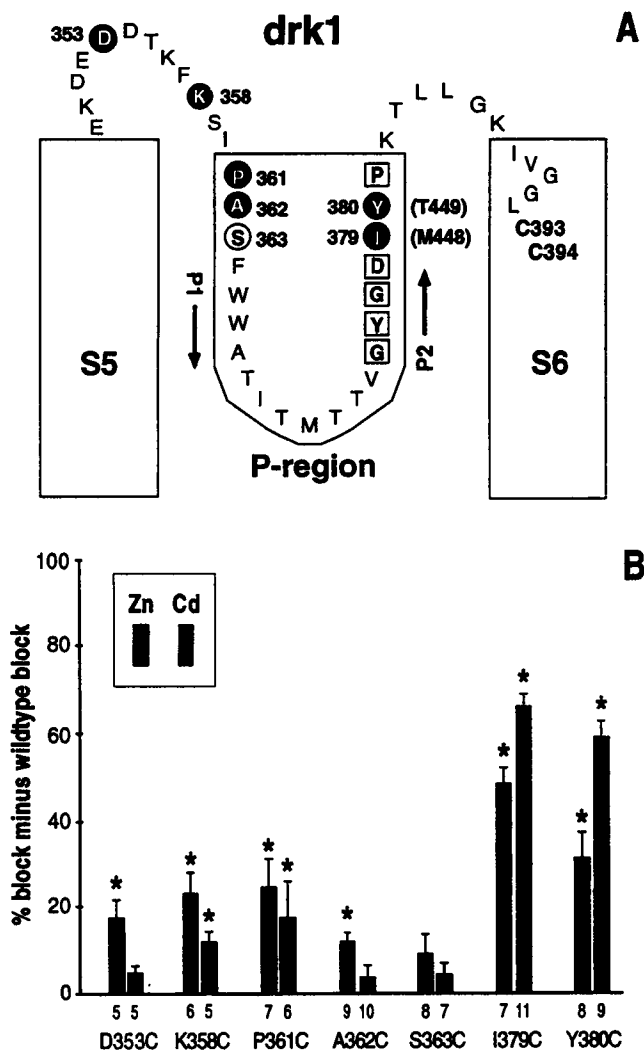 drk1
A
353 D D T K F K 358 S I
E D K E
K T L L G K
P 361
A 362
S 363
F
W
W
A
T
I
T
M
T
T
V
G
Y
G
D
379 I (M448)
380 Y (T449)
P
I V G G L
C393
C394
P1
P2
S5
S6
P-region
B
% block minus wildtype block
100
80
60
40
20
0
Zn Cd
* * * * * * * * * *
5 5 6 5 7 6 9 10 8 7 7 11 8 9
D353C K358C P361C A362C S363C I379C Y380C